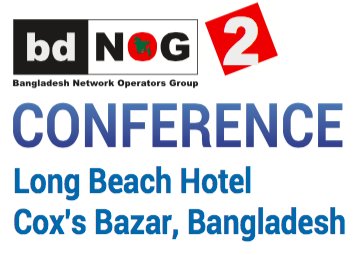 bd NOG 2
Bangladesh Network Operators Group
CONFERENCE
Long Beach Hotel
Cox's Bazar, Bangladesh